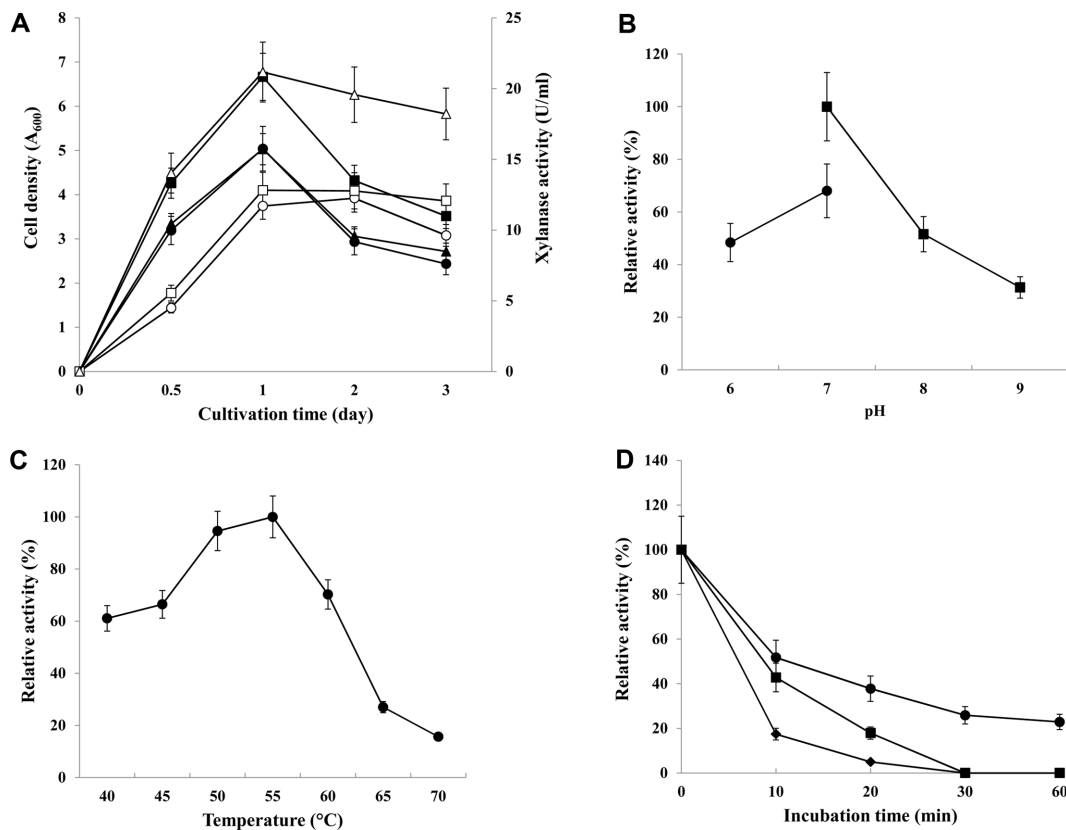 A
Cell density (A600)
8
7
6
5
4
3
2
1
0
0 0.5 1 2 3
Cultivation time (day)
25
20
15
10
5
0
Xylanase activity (U/ml)
B
Relative activity (%)
120
100
80
60
40
20
0
6 7 8 9
pH
C
Relative activity (%)
120
100
80
60
40
20
0
40 45 50 55 60 65 70
Temperature (°C)
D
Relative activity (%)
140
120
100
80
60
40
20
0
0 10 20 30 60
Incubation time (min)